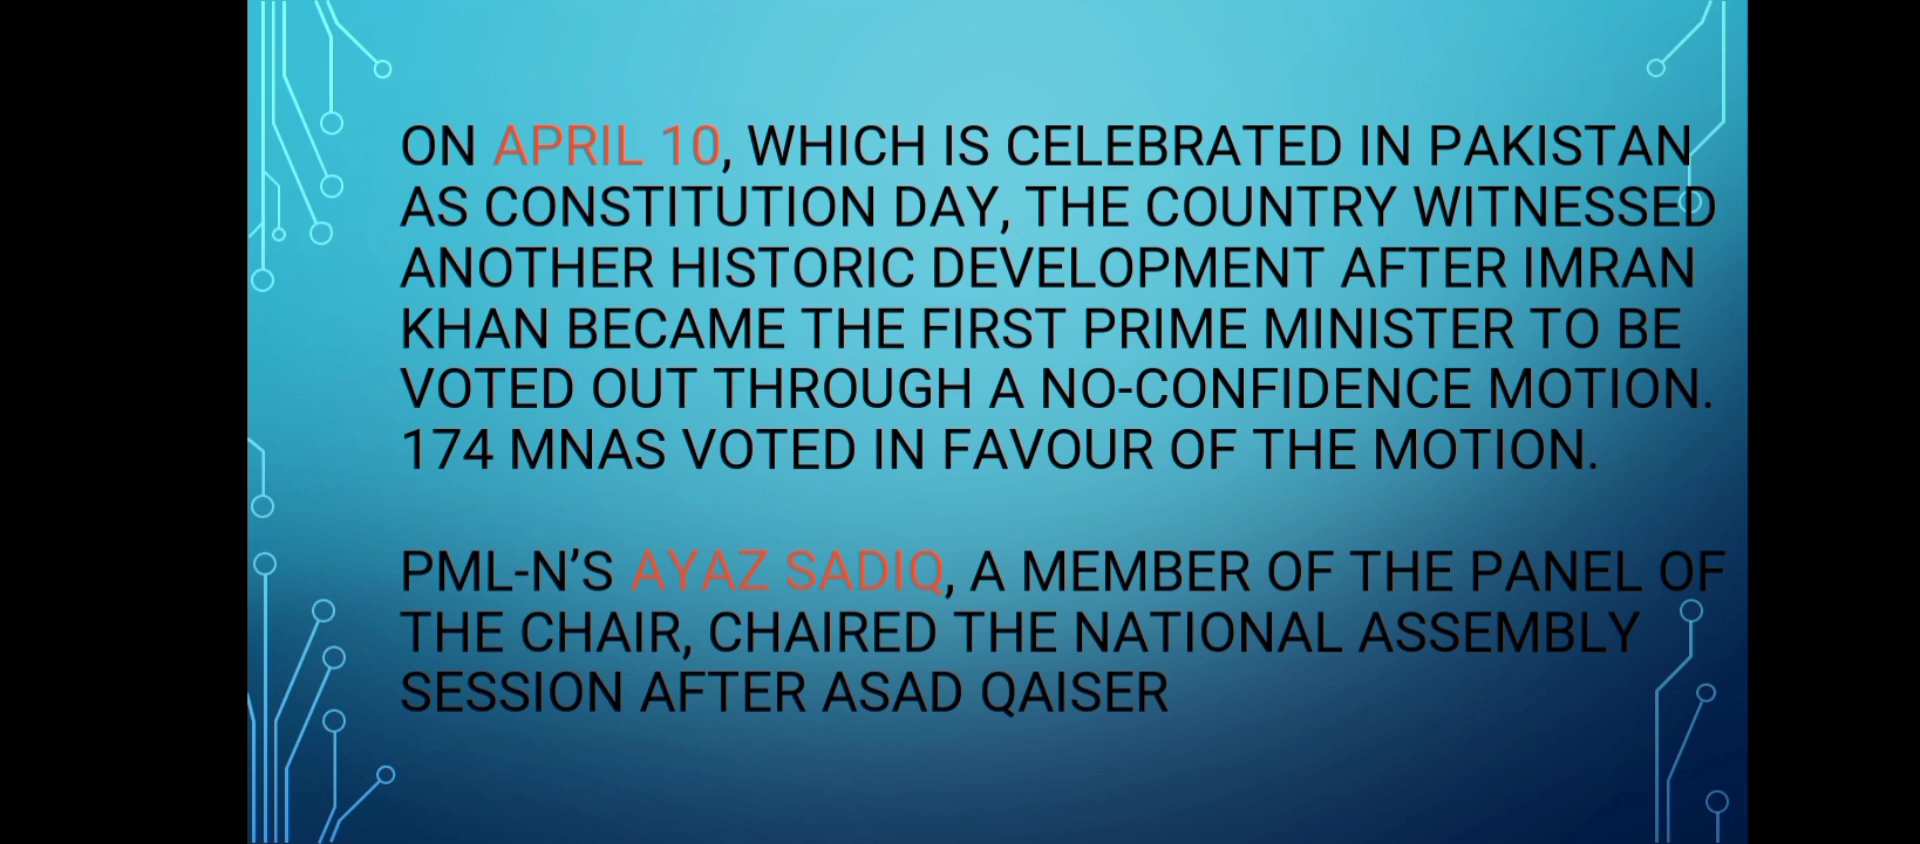 ON APRIL 10, WHICH IS CELEBRATED IN PAKISTAN
AS CONSTITUTION DAY, THE COUNTRY WITNESSED
ANOTHER HISTORIC DEVELOPMENT AFTER IMRAN
KHAN BECAME THE FIRST PRIME MINISTER TO BE
VOTED OUT THROUGH A NO-CONFIDENCE MOTION.
174 MNAS VOTED IN FAVOUR OF THE MOTION.
PML-N’S AYAZ SADIQ, A MEMBER OF THE PANEL OF
THE CHAIR, CHAIRED THE NATIONAL ASSEMBLY
SESSION AFTER ASAD QAISER